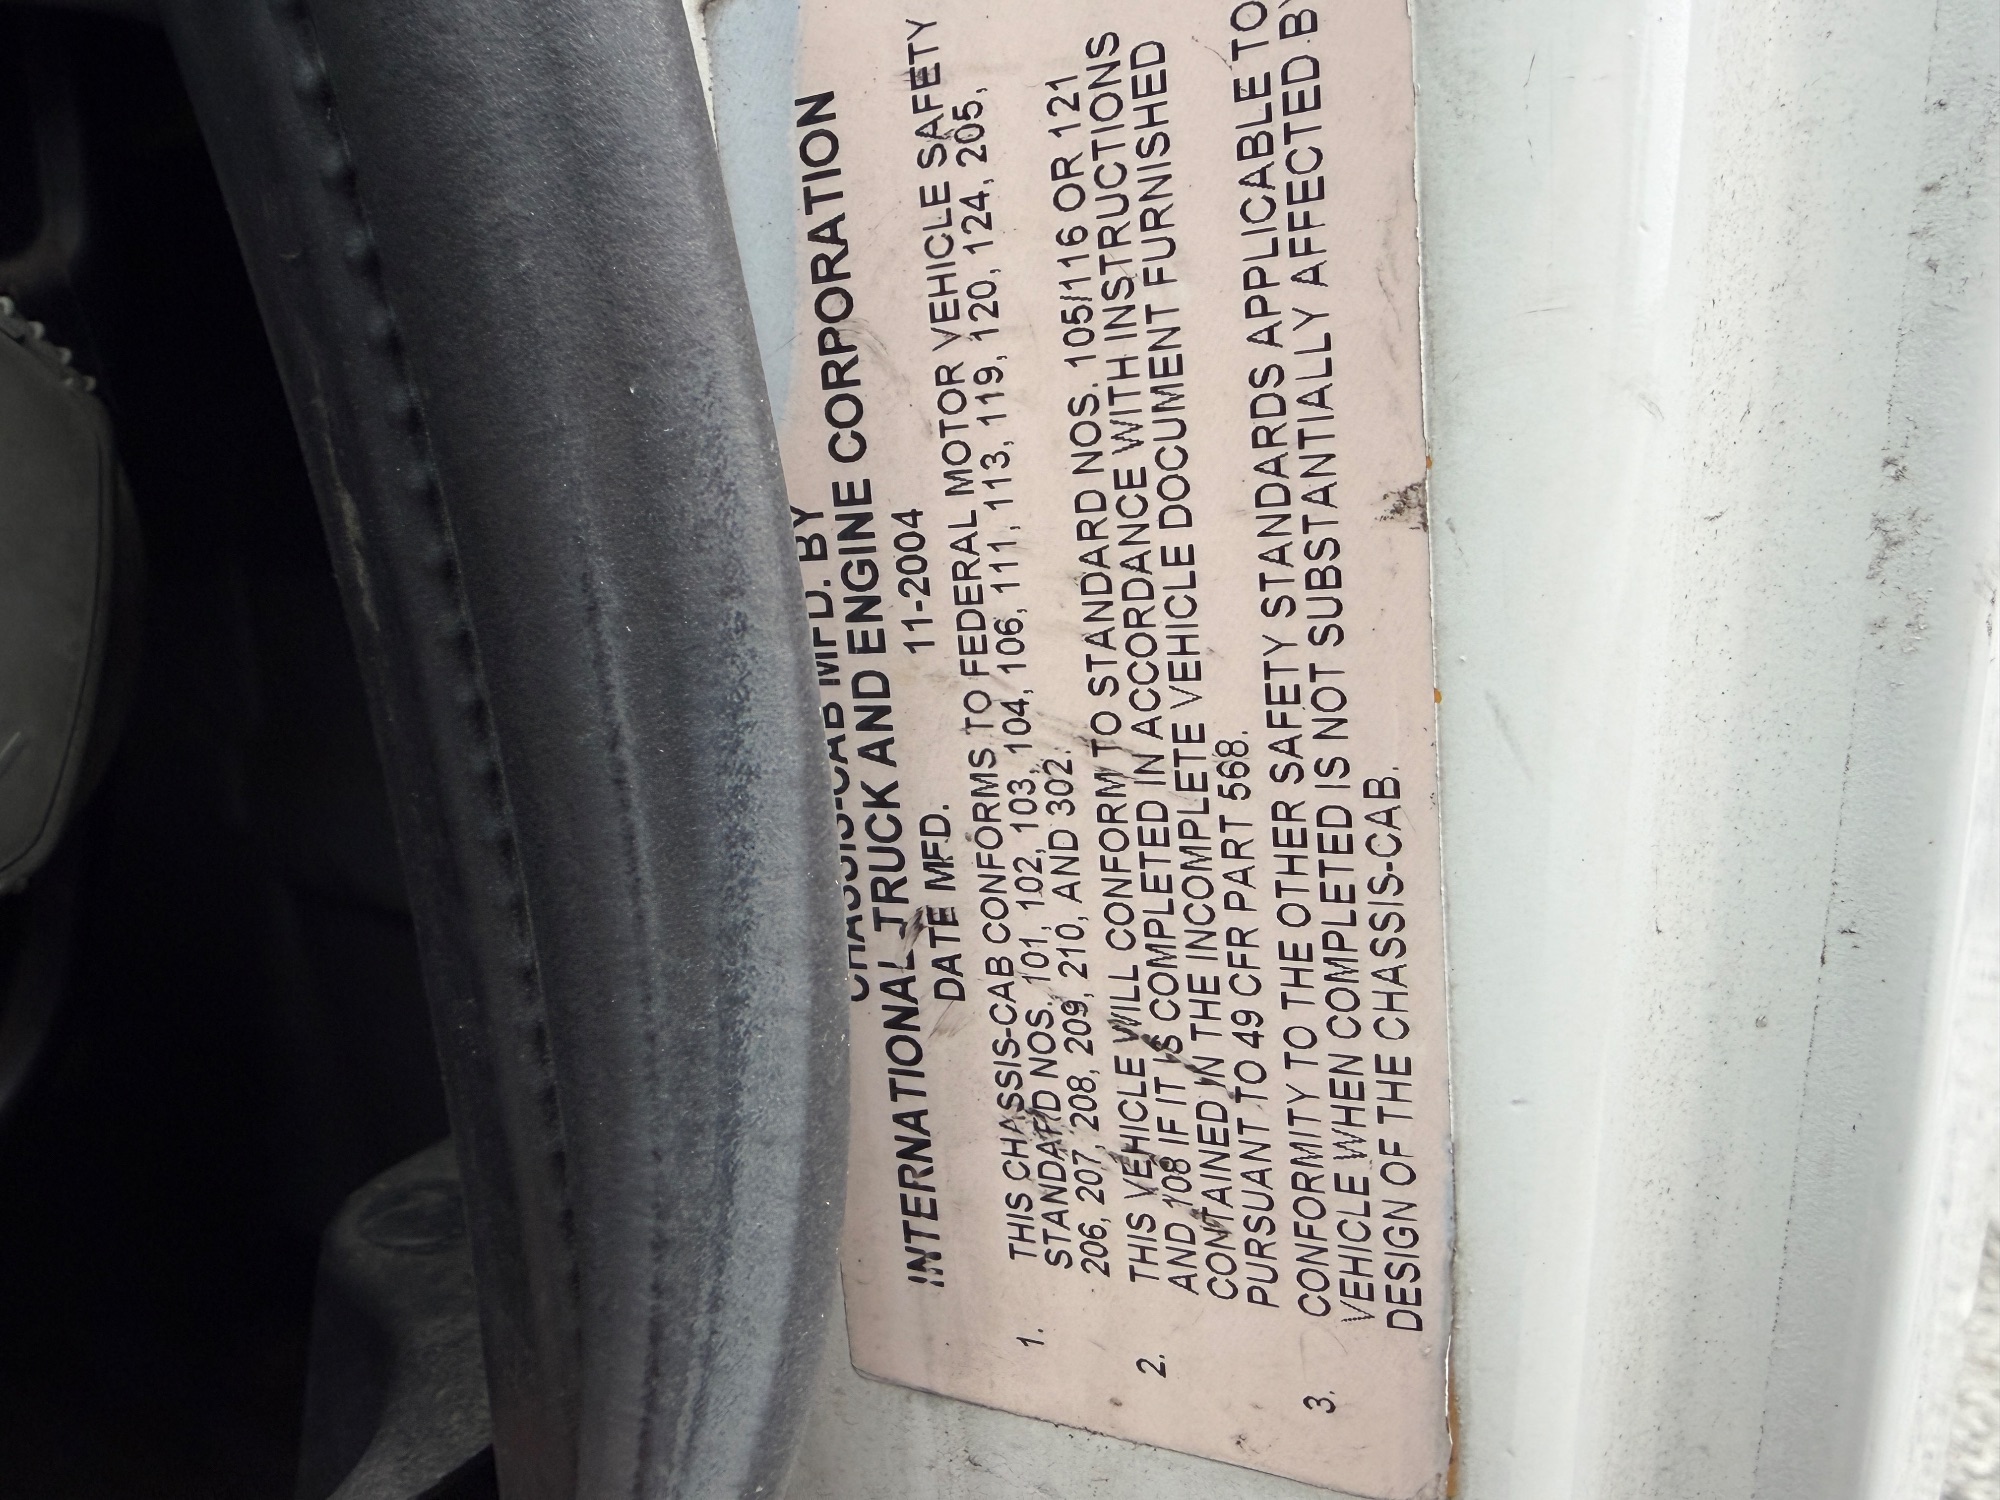 CHASSIS-CAB MFD. BY
INTERNATIONAL TRUCK AND ENGINE CORPORATION
DATE MFD. 11-2004
1. THIS CHASSIS-CAB CONFORMS TO FEDERAL MOTOR VEHICLE SAFETY
STANDARD NOS. 101, 102, 103, 104, 106, 111, 113, 119, 120, 124, 205,
206, 207, 208, 209, 210, AND 302.
2. THIS VEHICLE WILL CONFORM TO STANDARD NOS. 105/116 OR 121
AND 108 IF IT IS COMPLETED IN ACCORDANCE WITH INSTRUCTIONS
CONTAINED IN THE INCOMPLETE VEHICLE DOCUMENT FURNISHED
PURSUANT TO 49 CFR PART 568.
3. CONFORMITY TO THE OTHER SAFETY STANDARDS APPLICABLE TO
VEHICLE WHEN COMPLETED IS NOT SUBSTANTIALLY AFFECTED BY
DESIGN OF THE CHASSIS-CAB.